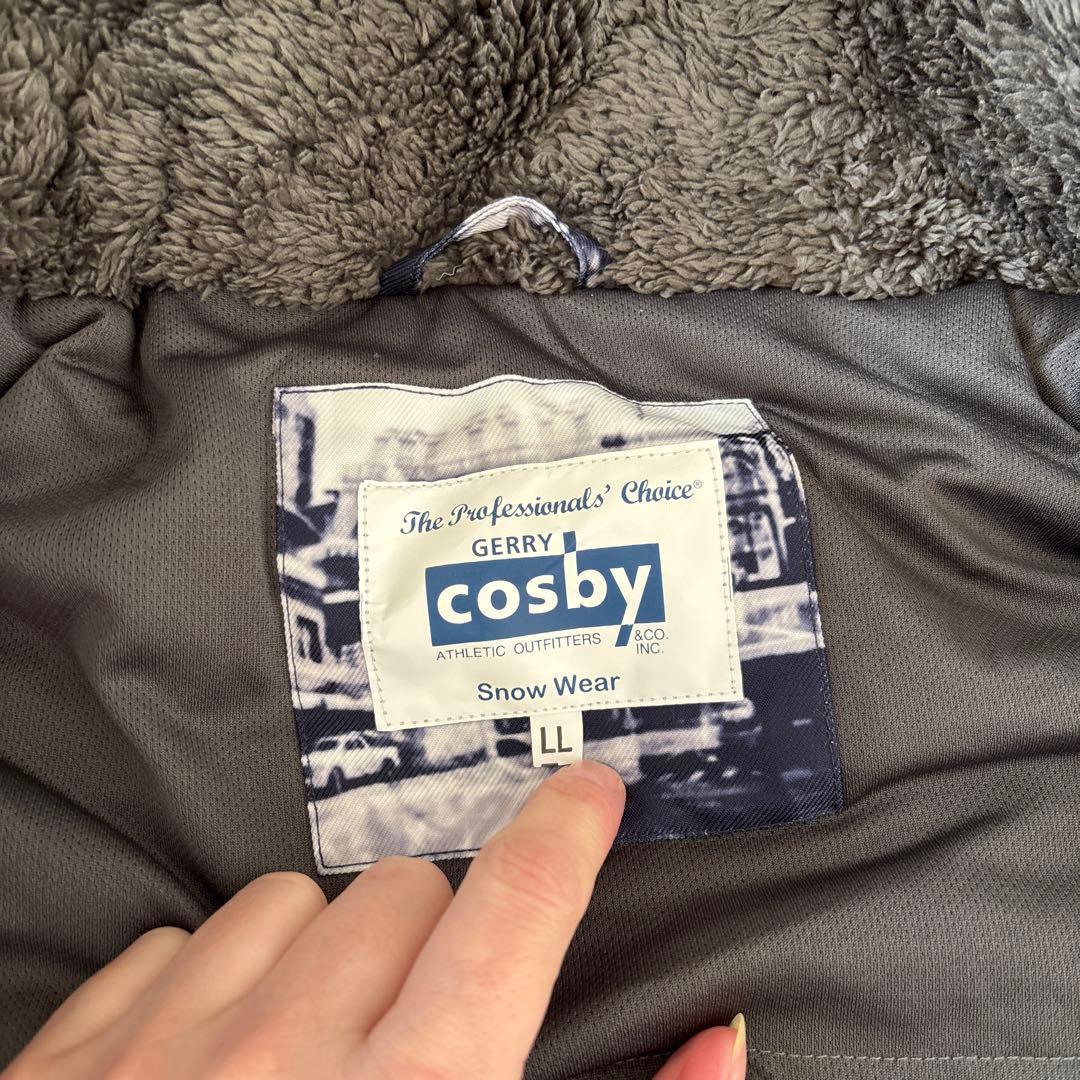 The Professionals' Choice®
GERRY
cosby
ATHLETIC OUTFITTERS &CO. INC.
Snow Wear
LL